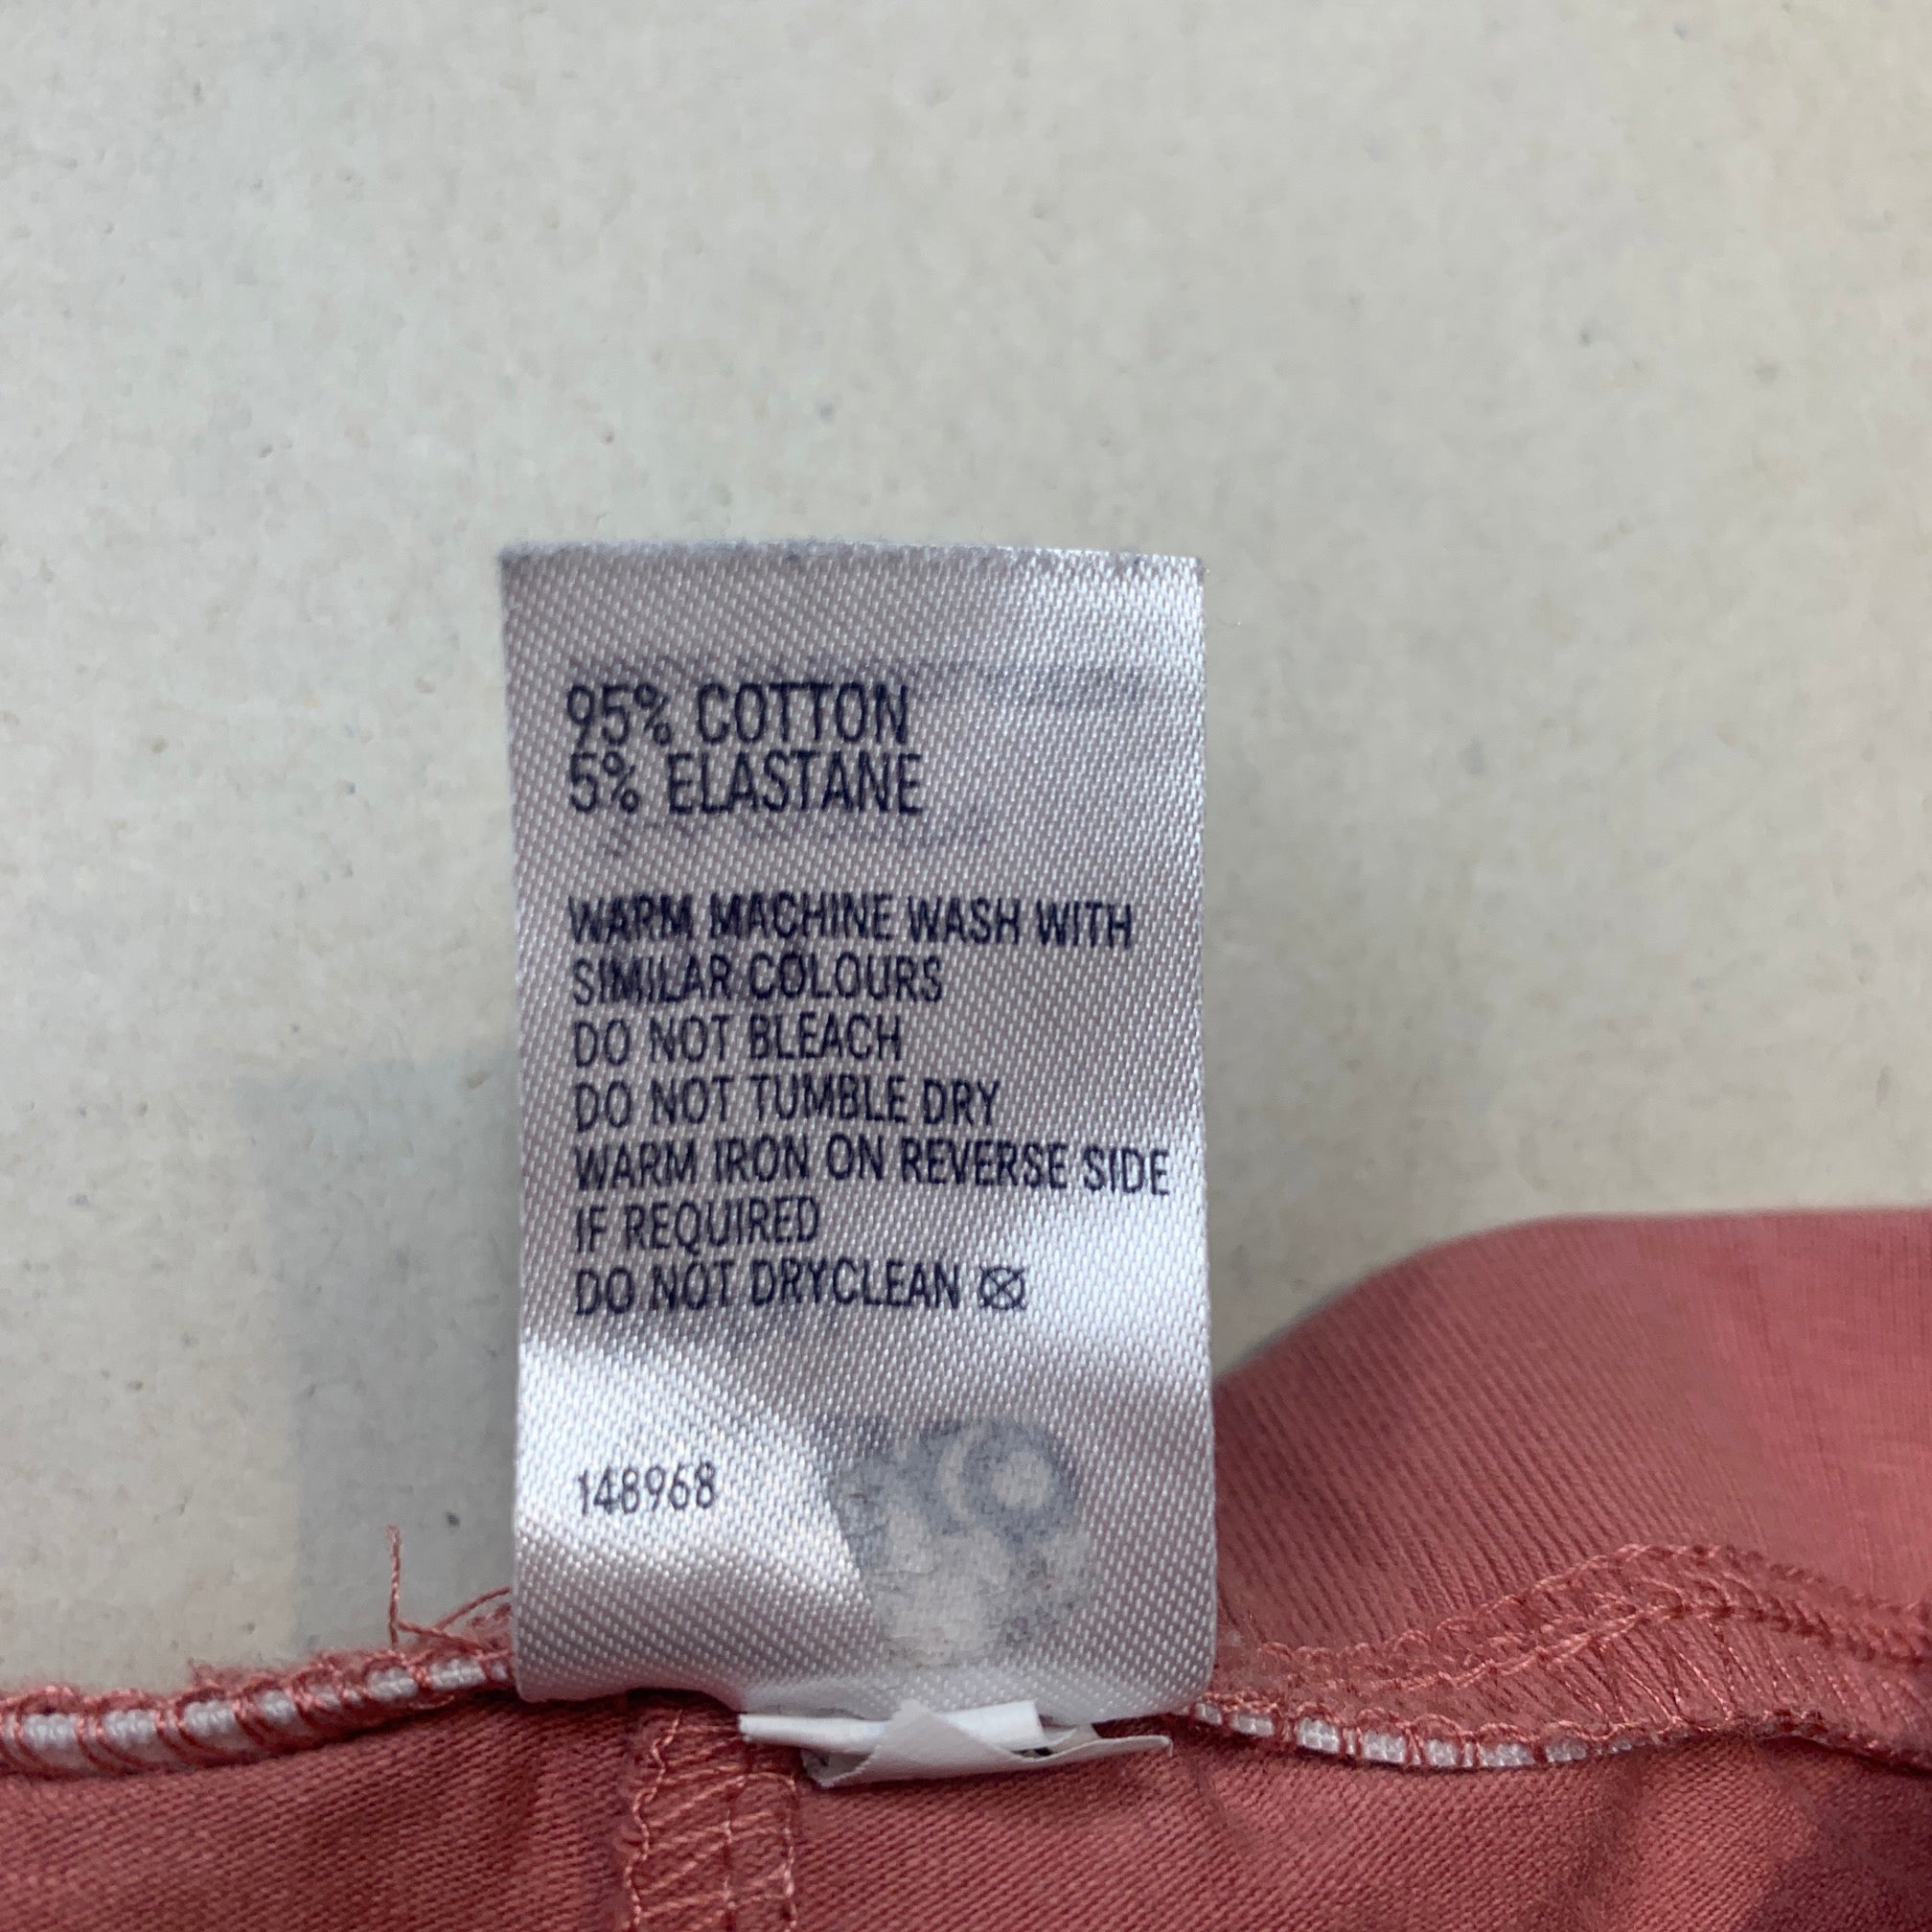 95% COTTON
5% ELASTANE
WARM MACHINE WASH WITH
SIMILAR COLOURS
DO NOT BLEACH
DO NOT TUMBLE DRY
WARM IRON ON REVERSE SIDE
IF REQUIRED
DO NOT DRYCLEAN
148968